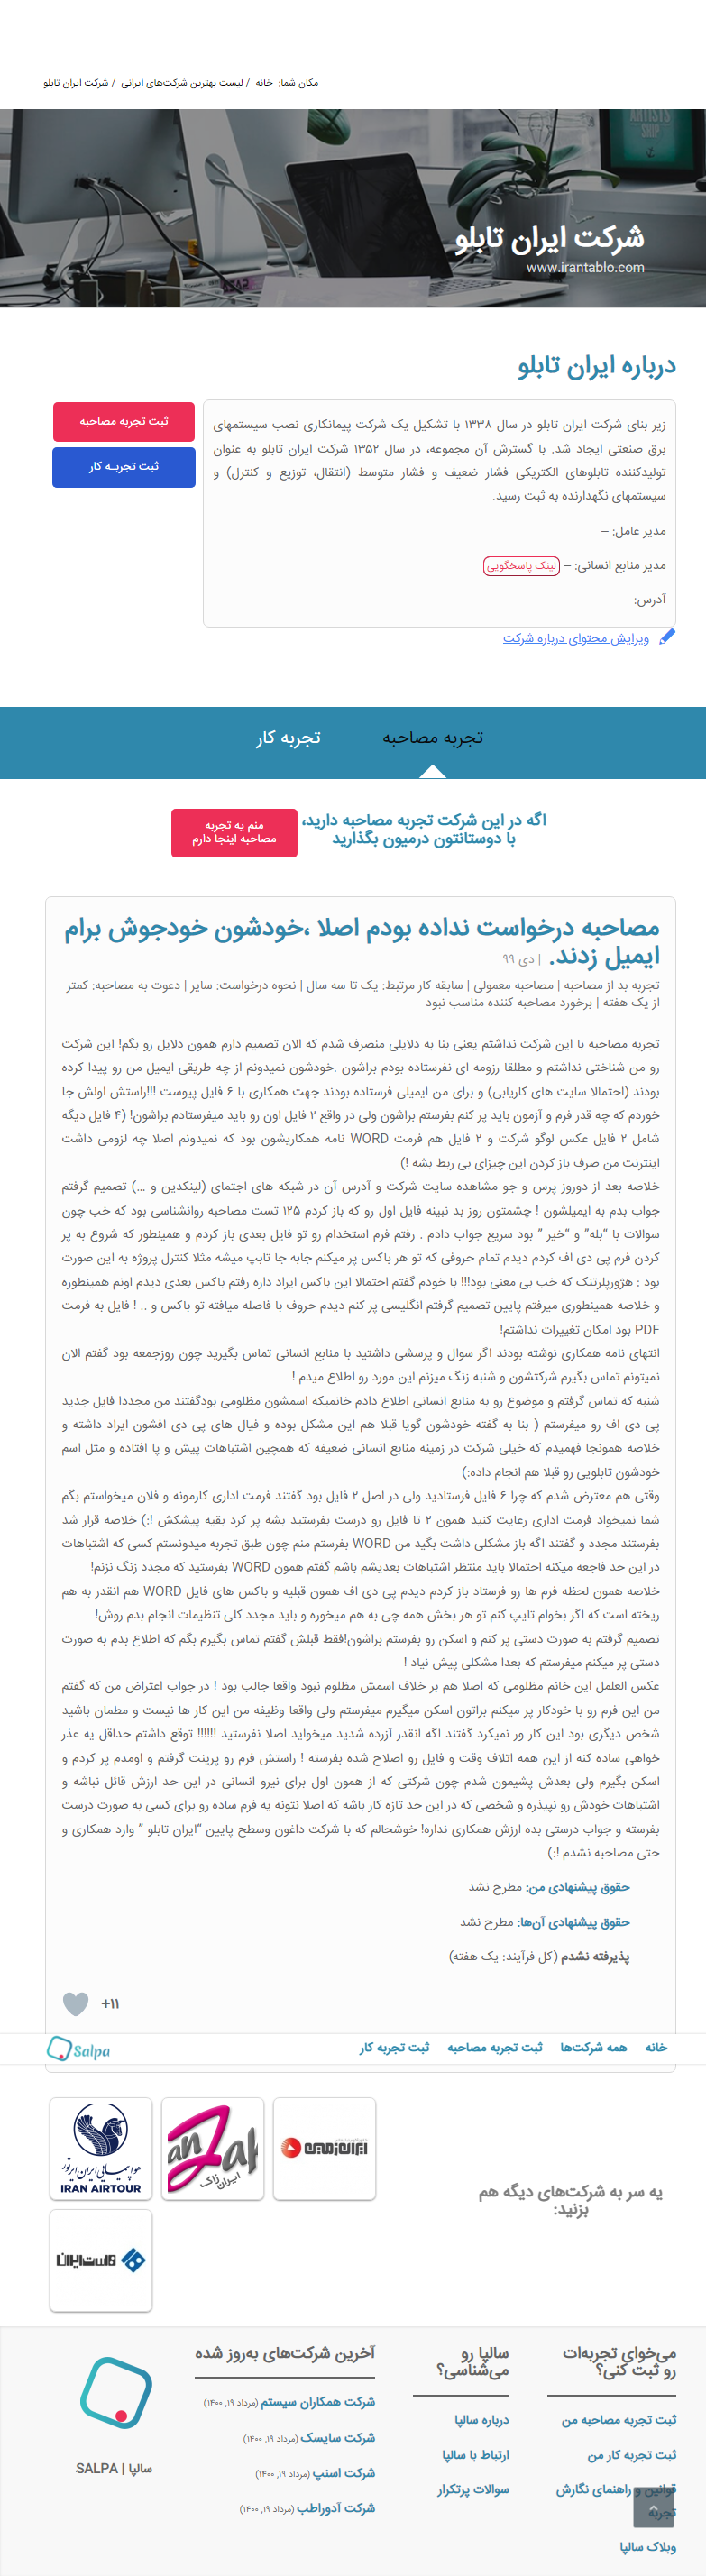 مکان شما: خانه / لیست بهترین شرکت‌های ایرانی / شرکت ایران تابلو
ARTISTS
SHIP
شرکت ایران تابلو
www.irantablo.com
درباره ایران تابلو
زیر بنای شرکت ایران تابلو در سال ۱۳۳۸ با تشکیل یک شرکت پیمانکاری نصب سیستمهای
برق صنعتی ایجاد شد. با گسترش آن مجموعه، در سال ۱۳۵۲ شرکت ایران تابلو به عنوان
تولیدکننده تابلوهای الکتریکی فشار ضعیف و فشار متوسط (انتقال، توزیع و کنترل) و
سیستمهای نگهدارنده به ثبت رسید.
مدیر عامل: –
مدیر منابع انسانی: – لینک پاسخگویی
آدرس: –
ثبت تجربه مصاحبه
ثبت تجربـه کار
ویرایش محتوای درباره شرکت
تجربه مصاحبه
تجربه کار
اگه در این شرکت تجربه مصاحبه دارید،
با دوستانتون درمیون بگذارید
منم یه تجربه
مصاحبه اینجا دارم
مصاحبه درخواست نداده بودم اصلا ،خودشون خودجوش برام
ایمیل زدند. | دی ۹۹
تجربه بد از مصاحبه | مصاحبه معمولی | سابقه کار مرتبط: یک تا سه سال | نحوه درخواست: سایر | دعوت به مصاحبه: کمتر
از یک هفته | برخورد مصاحبه کننده مناسب نبود
تجربه مصاحبه با این شرکت نداشتم یعنی بنا به دلایلی منصرف شدم که الان تصمیم دارم همون دلایل رو بگم! این شرکت
رو من شناختی نداشتم و مطلقا رزومه ای نفرستاده بودم براشون .خودشون نمیدونم از چه طریقی ایمیل من رو پیدا کرده
بودند (احتمالا سایت های کاریابی) و برای من ایمیلی فرستاده بودند جهت همکاری با ۶ فایل پیوست !!!راستش اولش جا
خوردم که چه قدر فرم و آزمون باید پر کنم بفرستم براشون ولی در واقع ۲ فایل اون رو باید میفرستادم براشون! (۴ فایل دیگه
شامل ۲ فایل عکس لوگو شرکت و ۲ فایل هم فرمت WORD نامه همکاریشون بود که نمیدونم اصلا چه لزومی داشت
اینترنت من صرف باز کردن این چیزای بی ربط بشه !)
خلاصه بعد از دوروز پرس و جو مشاهده سایت شرکت و آدرس آن در شبکه های اجتمای (لینکدین و …) تصمیم گرفتم
جواب بدم به ایمیلشون ! چشمتون روز بد نبینه فایل اول رو که باز کردم ۱۲۵ تست مصاحبه روانشناسی بود که خب چون
سوالات با “بله” و “خیر ” بود سریع جواب دادم . رفتم فرم استخدام رو تو فایل بعدی باز کردم و همینطور که شروع به پر
کردن فرم پی دی اف کردم دیدم تمام حروفی که تو هر باکس پر میکنم جابه جا تابپ میشه مثلا کنترل پروژه به این صورت
بود : هژورپلرتنک که خب بی معنی بود!!! با خودم گفتم احتمالا این باکس ایراد داره رفتم باکس بعدی دیدم اونم همینطوره
و خلاصه همینطوری میرفتم پایین تصمیم گرفتم انگلیسی پر کنم دیدم حروف با فاصله میافته تو باکس و .. ! فایل به فرمت
PDF بود امکان تغییرات نداشتم!
انتهای نامه همکاری نوشته بودند اگر سوال و پرسشی داشتید با منابع انسانی تماس بگیرید چون روزجمعه بود گفتم الان
نمیتونم تماس بگیرم شرکتشون و شنبه زنگ میزنم این مورد رو اطلاع میدم !
شنبه که تماس گرفتم و موضوع رو به منابع انسانی اطلاع دادم خانمیکه اسمشون مظلومی بودگفتند من مجددا فایل جدید
پی دی اف رو میفرستم ( بنا به گفته خودشون گویا قبلا هم این مشکل بوده و فیال های پی دی افشون ایراد داشته و
خلاصه همونجا فهمیدم که خیلی شرکت در زمینه منابع انسانی ضعیفه که همچین اشتباهات پیش و پا افتاده و مثل اسم
خودشون تابلویی رو قبلا هم انجام داده:)
وقتی هم معترض شدم که چرا ۶ فایل فرستادید ولی در اصل ۲ فایل بود گفتند فرمت اداری کارمونه و فلان میخواستم بگم
شما نمیخواد فرمت اداری رعایت کنید همون ۲ تا فایل رو درست بفرستید بشه پر کرد بقیه پیشکش !:) خلاصه قرار شد
بفرستند مجدد و گفتند اگه باز مشکلی داشت بگید من WORD بفرستم منم چون طبق تجربه میدونستم کسی که اشتباهات
در این حد فاجعه میکنه احتمالا باید منتظر اشتباهات بعدیشم باشم گفتم همون WORD بفرستید که مجدد زنگ نزنم!
خلاصه همون لحظه فرم ها رو فرستاد باز کردم دیدم پی دی اف همون قبلیه و باکس های فایل WORD هم انقدر به هم
ریخته است که اگر بخوام تایپ کنم تو هر بخش همه چی به هم میخوره و باید مجدد کلی تنظیمات انجام بدم روش!
تصمیم گرفتم به صورت دستی پر کنم و اسکن رو بفرستم براشون!فقط قبلش گفتم تماس بگیرم بگم که اطلاع بدم به صورت
دستی پر میکنم میفرستم که بعدا مشکلی پیش نیاد !
عکس العلمل این خانم مظلومی که اصلا هم بر خلاف اسمش مظلوم نبود واقعا جالب بود ! در جواب اعتراض من که گفتم
من این فرم رو با خودکار پر میکنم براتون اسکن میگیرم میفرستم ولی واقعا وظیفه من این کار ها نیست و مطمان باشید
شخص دیگری بود این کار ور نمیکرد گفتند اگه انقدر آزرده شدید میخواید اصلا نفرستید !!!!!! توقع داشتم حداقل یه عذر
خواهی ساده کنه از این همه اتلاف وقت و فایل رو اصلاح شده بفرسته ! راستش فرم رو پرینت گرفتم و اومدم پر کردم و
اسکن بگیرم ولی بعدش پشیمون شدم چون شرکتی که از همون اول برای نیرو انسانی در این حد ارزش قائل نباشه و
اشتباهات خودش رو نپذیره و شخصی که در این حد تازه کار باشه که اصلا نتونه یه فرم ساده رو برای کسی به صورت درست
بفرسته و جواب درستی بده ارزش همکاری نداره! خوشحالم که با شرکت داغون وسطح پایین “ایران تابلو ” وارد همکاری و
حتی مصاحبه نشدم !:)
حقوق پیشنهادی من: مطرح نشد
حقوق پیشنهادی آن‌ها: مطرح نشد
پذیرفته نشدم (کل فرآیند: یک هفته)
+۱۱
خانه
همه شرکت‌ها
ثبت تجربه مصاحبه
ثبت تجربه کار
Salpa
یه سر به شرکت‌های دیگه هم
بزنید:
ایران‌زمین
ایران زاک
هواپیمایی ایران ایرتور
IRAN AIRTOUR
می‌خوای تجربه‌ات
رو ثبت کنی؟
ثبت تجربه مصاحبه من
ثبت تجربه کار من
قوانین و راهنمای نگارش
تجربه
وبلاک سالپا
سالپا رو
می‌شناسی؟
درباره سالپا
ارتباط با سالپا
سوالات پرتکرار
آخرین شرکت‌های به‌روز شده
شرکت همکاران سیستم (مرداد ۱۹, ۱۴۰۰)
شرکت سایسک (مرداد ۱۹, ۱۴۰۰)
شرکت اسنپ (مرداد ۱۹, ۱۴۰۰)
شرکت آدوراطب (مرداد ۱۹, ۱۴۰۰)
سالپا | SALPA